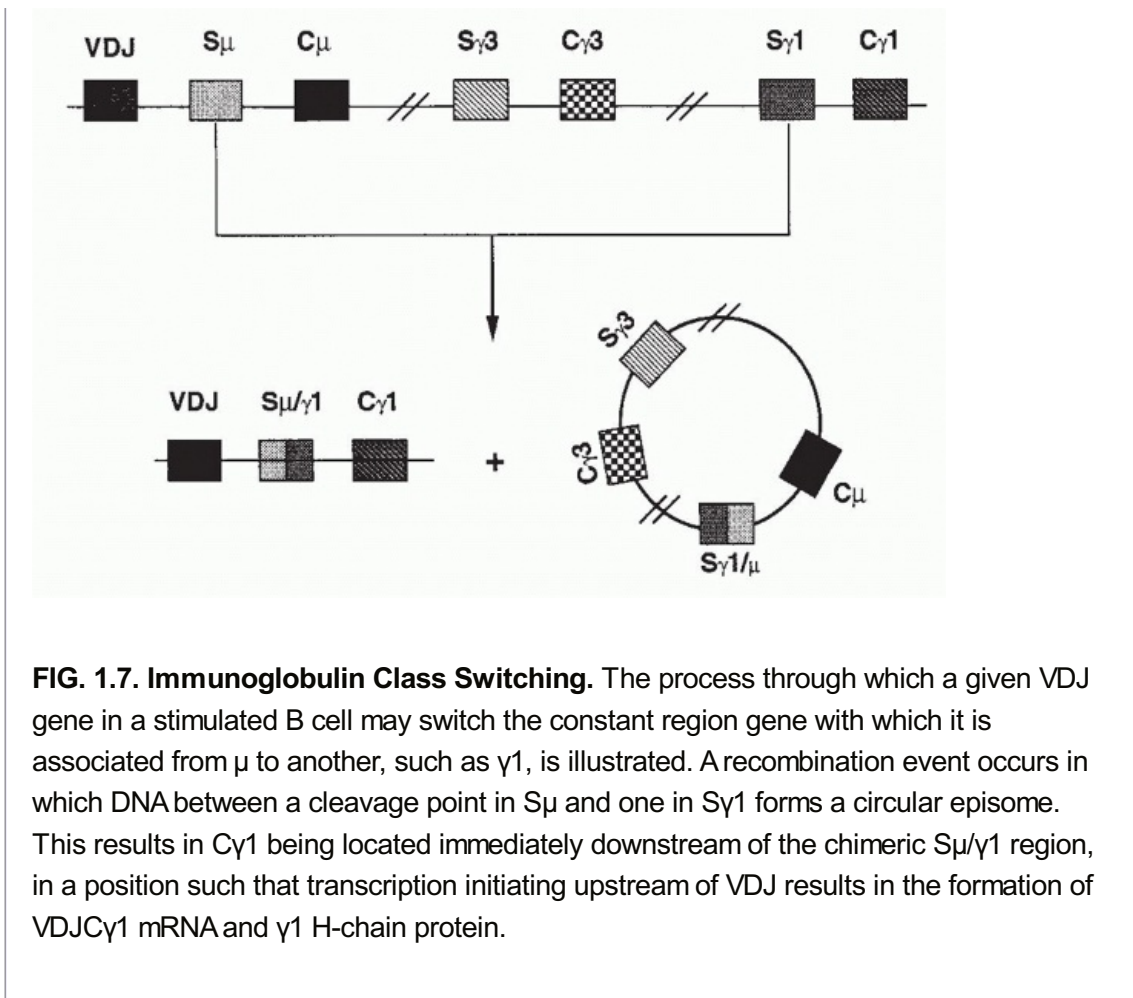 VDJ Sμ Cμ Sγ3 Cγ3 Sγ1 Cγ1
Sγ3
VDJ Sμ/γ1 Cγ1
Cγ3
+
Cμ
Sγ1/μ
FIG. 1.7. Immunoglobulin Class Switching. The process through which a given VDJ
gene in a stimulated B cell may switch the constant region gene with which it is
associated from μ to another, such as γ1, is illustrated. A recombination event occurs in
which DNA between a cleavage point in Sμ and one in Sγ1 forms a circular episome.
This results in Cγ1 being located immediately downstream of the chimeric Sμ/γ1 region,
in a position such that transcription initiating upstream of VDJ results in the formation of
VDJCγ1 mRNA and γ1 H-chain protein.